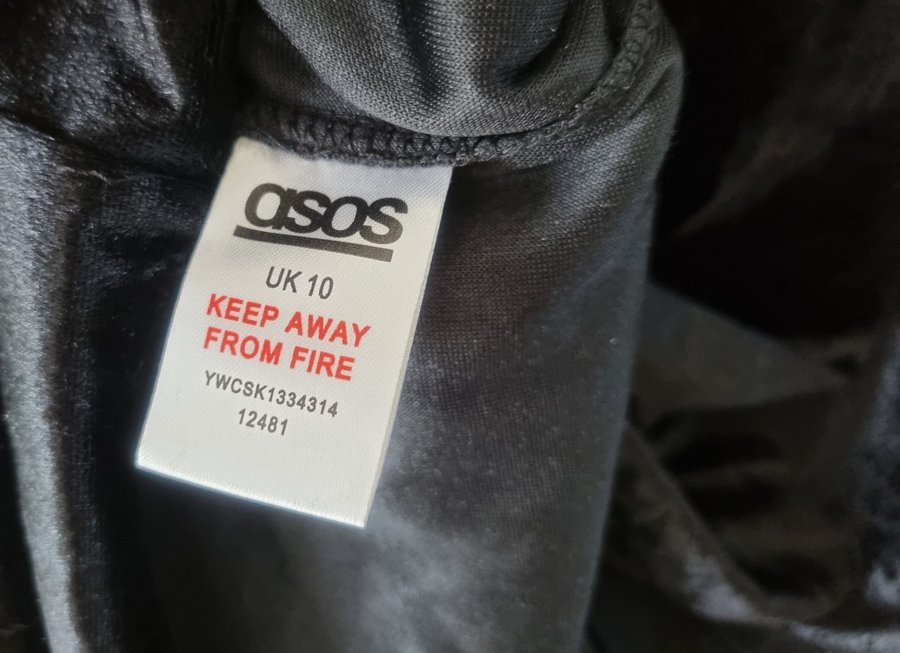 asos
UK 10
KEEP AWAY
FROM FIRE
YWCSK1334314
12481